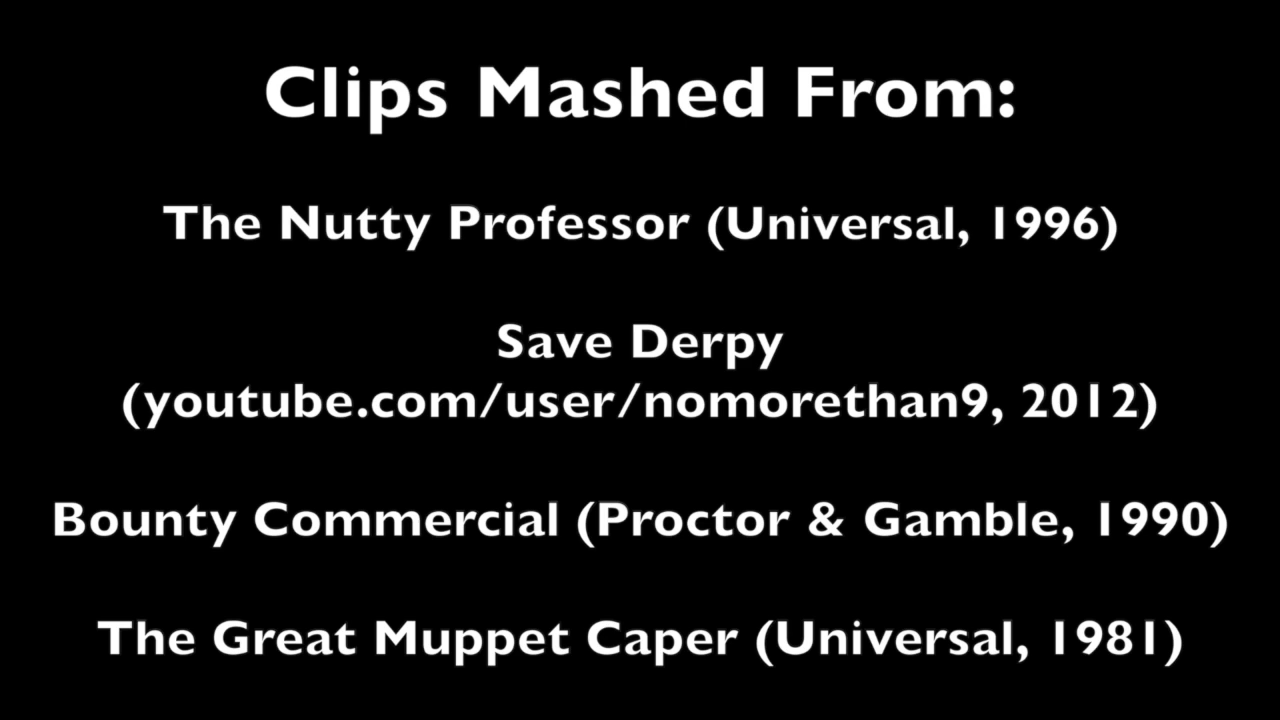 Clips Mashed From:
The Nutty Professor (Universal, 1996)
Save Derpy
(youtube.com/user/nomorethan9, 2012)
Bounty Commercial (Proctor & Gamble, 1990)
The Great Muppet Caper (Universal, 1981)